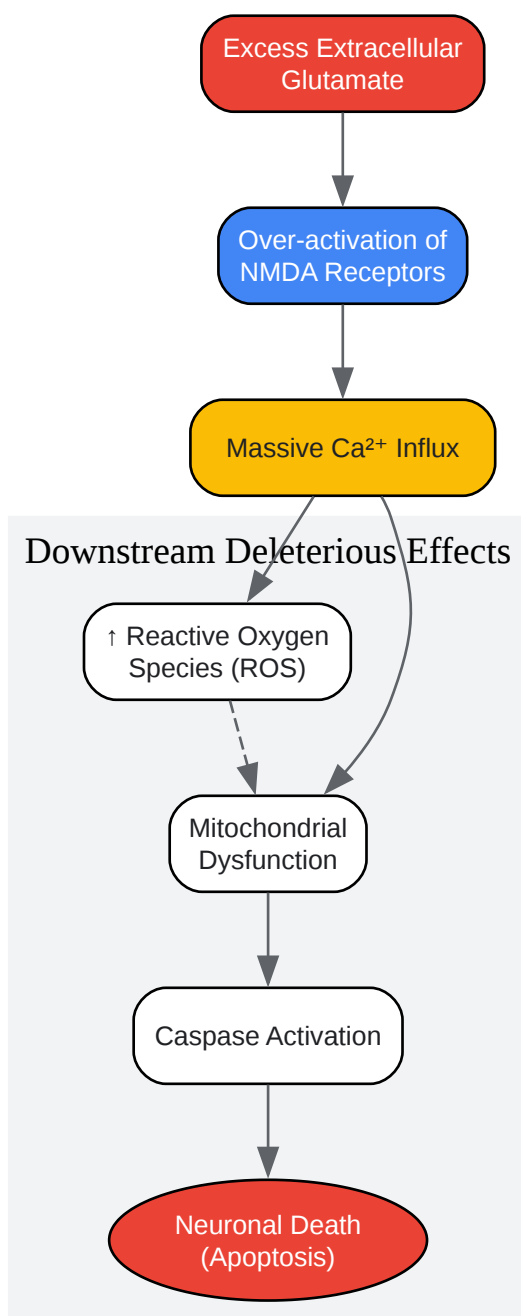 Excess Extracellular
Glutamate
Over-activation of
NMDA Receptors
Massive Ca²⁺ Influx
Downstream Deleterious Effects
↑ Reactive Oxygen
Species (ROS)
Mitochondrial
Dysfunction
Caspase Activation
Neuronal Death
(Apoptosis)